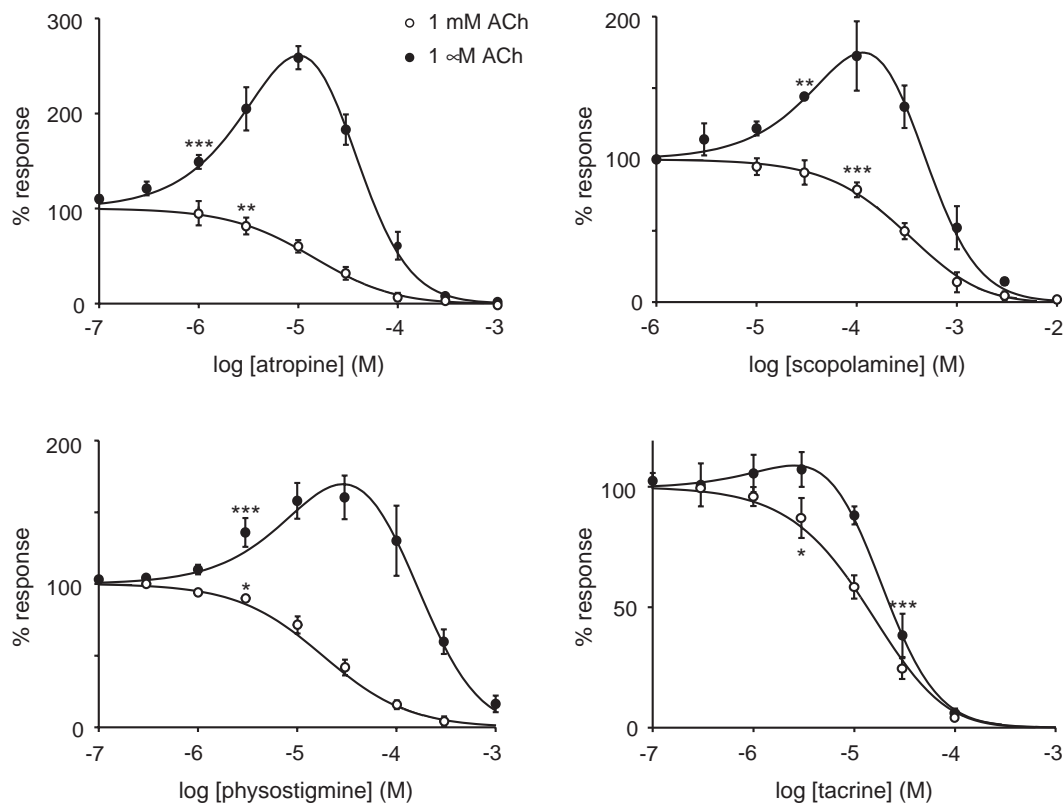 300
200
100
0
% response
○ 1 mM ACh
● 1 ∝M ACh
***
**
-7 -6 -5 -4 -3
log [atropine] (M)
200
100
0
% response
**
***
-6 -5 -4 -3 -2
log [scopolamine] (M)
200
100
0
% response
***
*
-7 -6 -5 -4 -3
log [physostigmine] (M)
100
50
0
% response
*
***
-7 -6 -5 -4 -3
log [tacrine] (M)